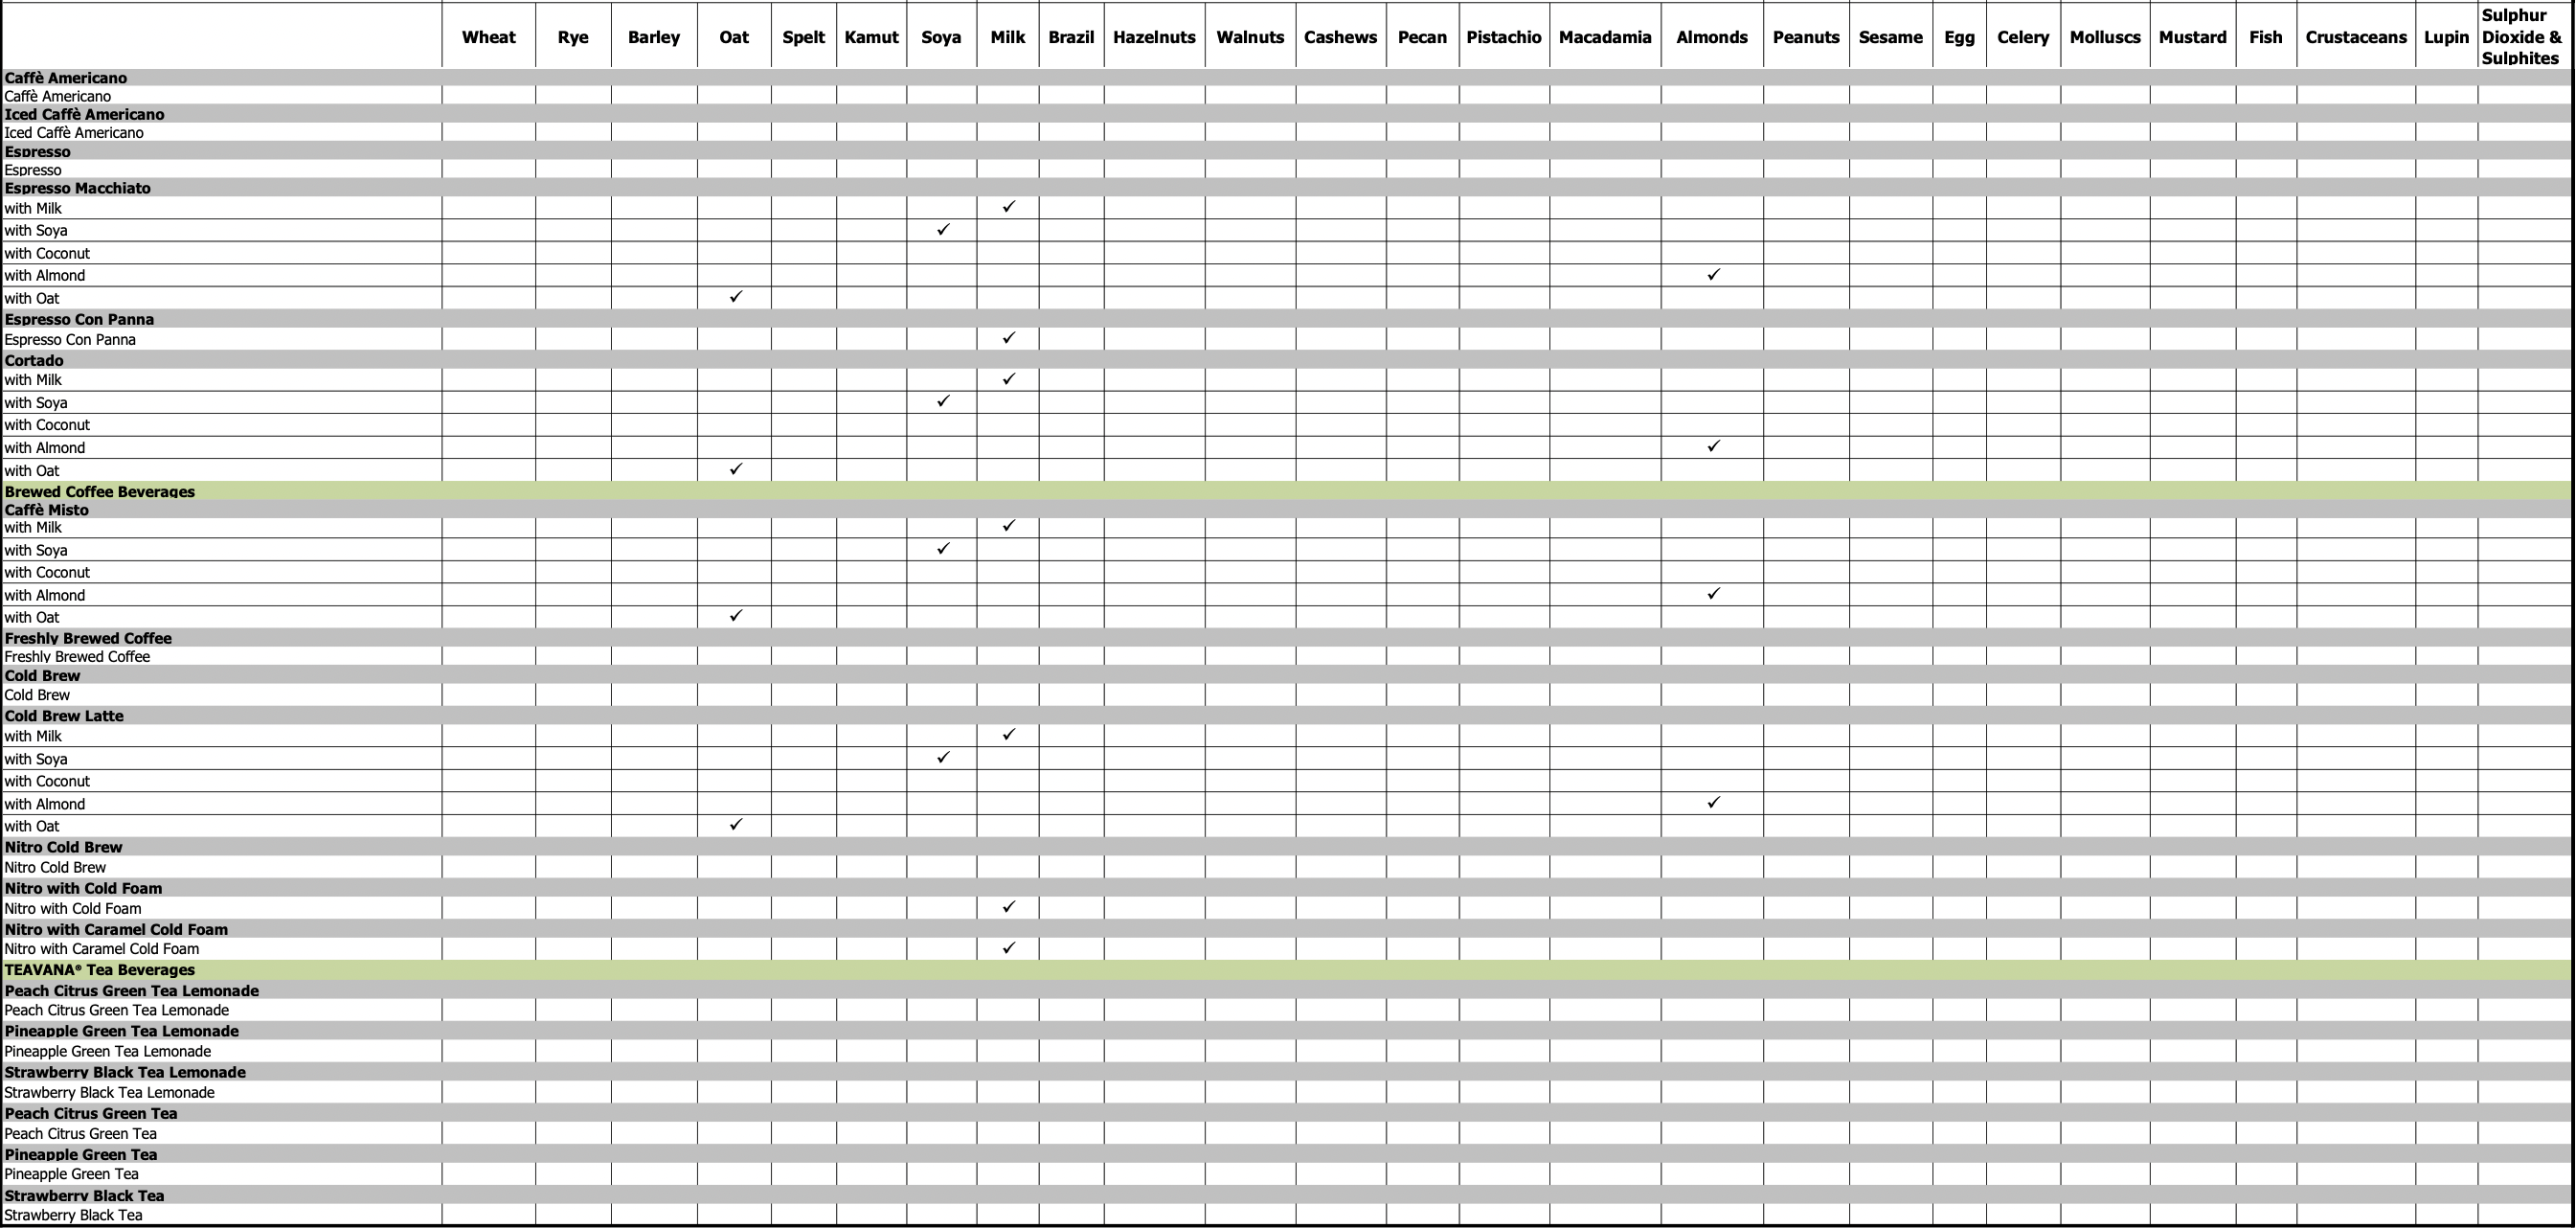 Wheat Rye Barley Oat Spelt Kamut Soya Milk Brazil Hazelnuts Walnuts Cashews Pecan Pistachio Macadamia Almonds Peanuts Sesame Egg Celery Molluscs Mustard Fish Crustaceans Lupin Sulphur Dioxide & Sulphites
Caffè Americano
Caffè Americano
Iced Caffè Americano
Iced Caffè Americano
Espresso
Espresso
Espresso Macchiato
with Milk ✓
with Soya ✓
with Coconut
with Almond ✓
with Oat ✓
Espresso Con Panna
Espresso Con Panna ✓
Cortado
with Milk ✓
with Soya ✓
with Coconut
with Almond ✓
with Oat ✓
Brewed Coffee Beverages
Caffè Misto
with Milk ✓
with Soya ✓
with Coconut
with Almond ✓
with Oat ✓
Freshly Brewed Coffee
Freshly Brewed Coffee
Cold Brew
Cold Brew
Cold Brew Latte
with Milk ✓
with Soya ✓
with Coconut
with Almond ✓
with Oat ✓
Nitro Cold Brew
Nitro Cold Brew
Nitro with Cold Foam
Nitro with Cold Foam ✓
Nitro with Caramel Cold Foam
Nitro with Caramel Cold Foam ✓
TEAVANA® Tea Beverages
Peach Citrus Green Tea Lemonade
Peach Citrus Green Tea Lemonade
Pineapple Green Tea Lemonade
Pineapple Green Tea Lemonade
Strawberry Black Tea Lemonade
Strawberry Black Tea Lemonade
Peach Citrus Green Tea
Peach Citrus Green Tea
Pineapple Green Tea
Pineapple Green Tea
Strawberry Black Tea
Strawberry Black Tea